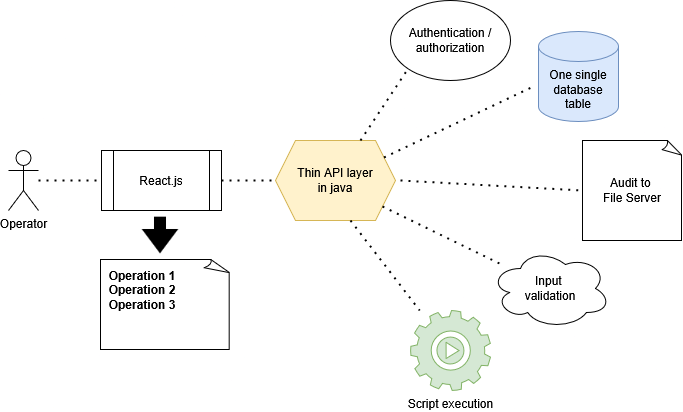 Authentication /
authorization
One single
database
table
React.js
Thin API layer
in java
Audit to
File Server
Operator
Operation 1
Operation 2
Operation 3
Input
validation
Script execution